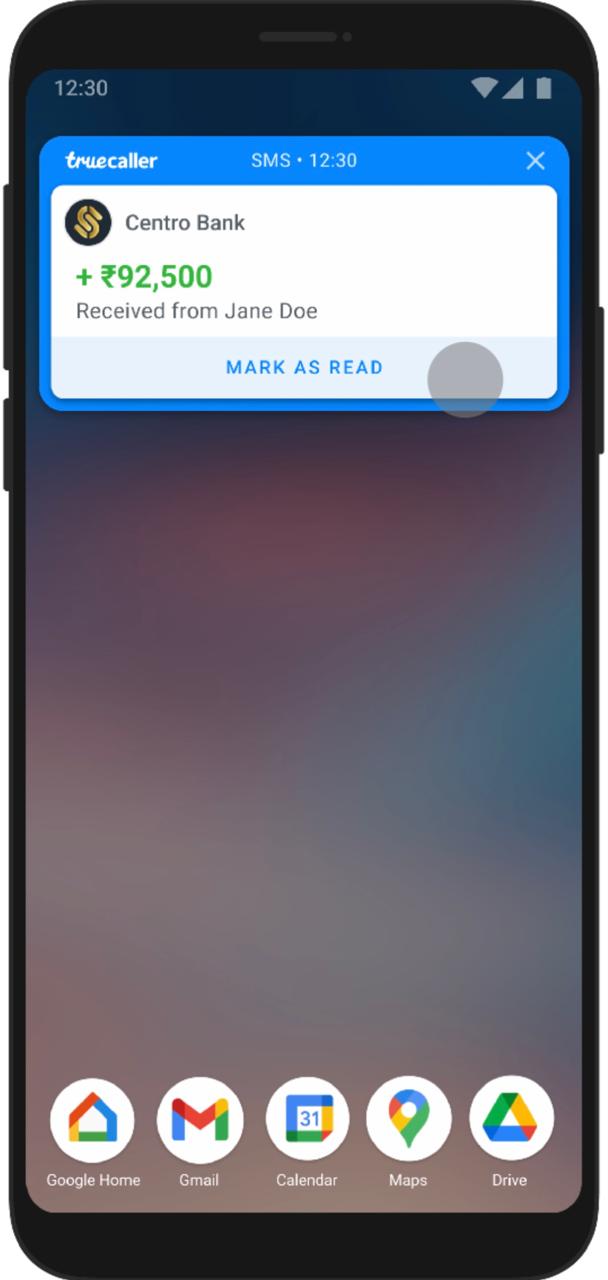 12:30
truecaller SMS • 12:30
Centro Bank
+ ₹92,500
Received from Jane Doe
MARK AS READ
31
Google Home Gmail Calendar Maps Drive